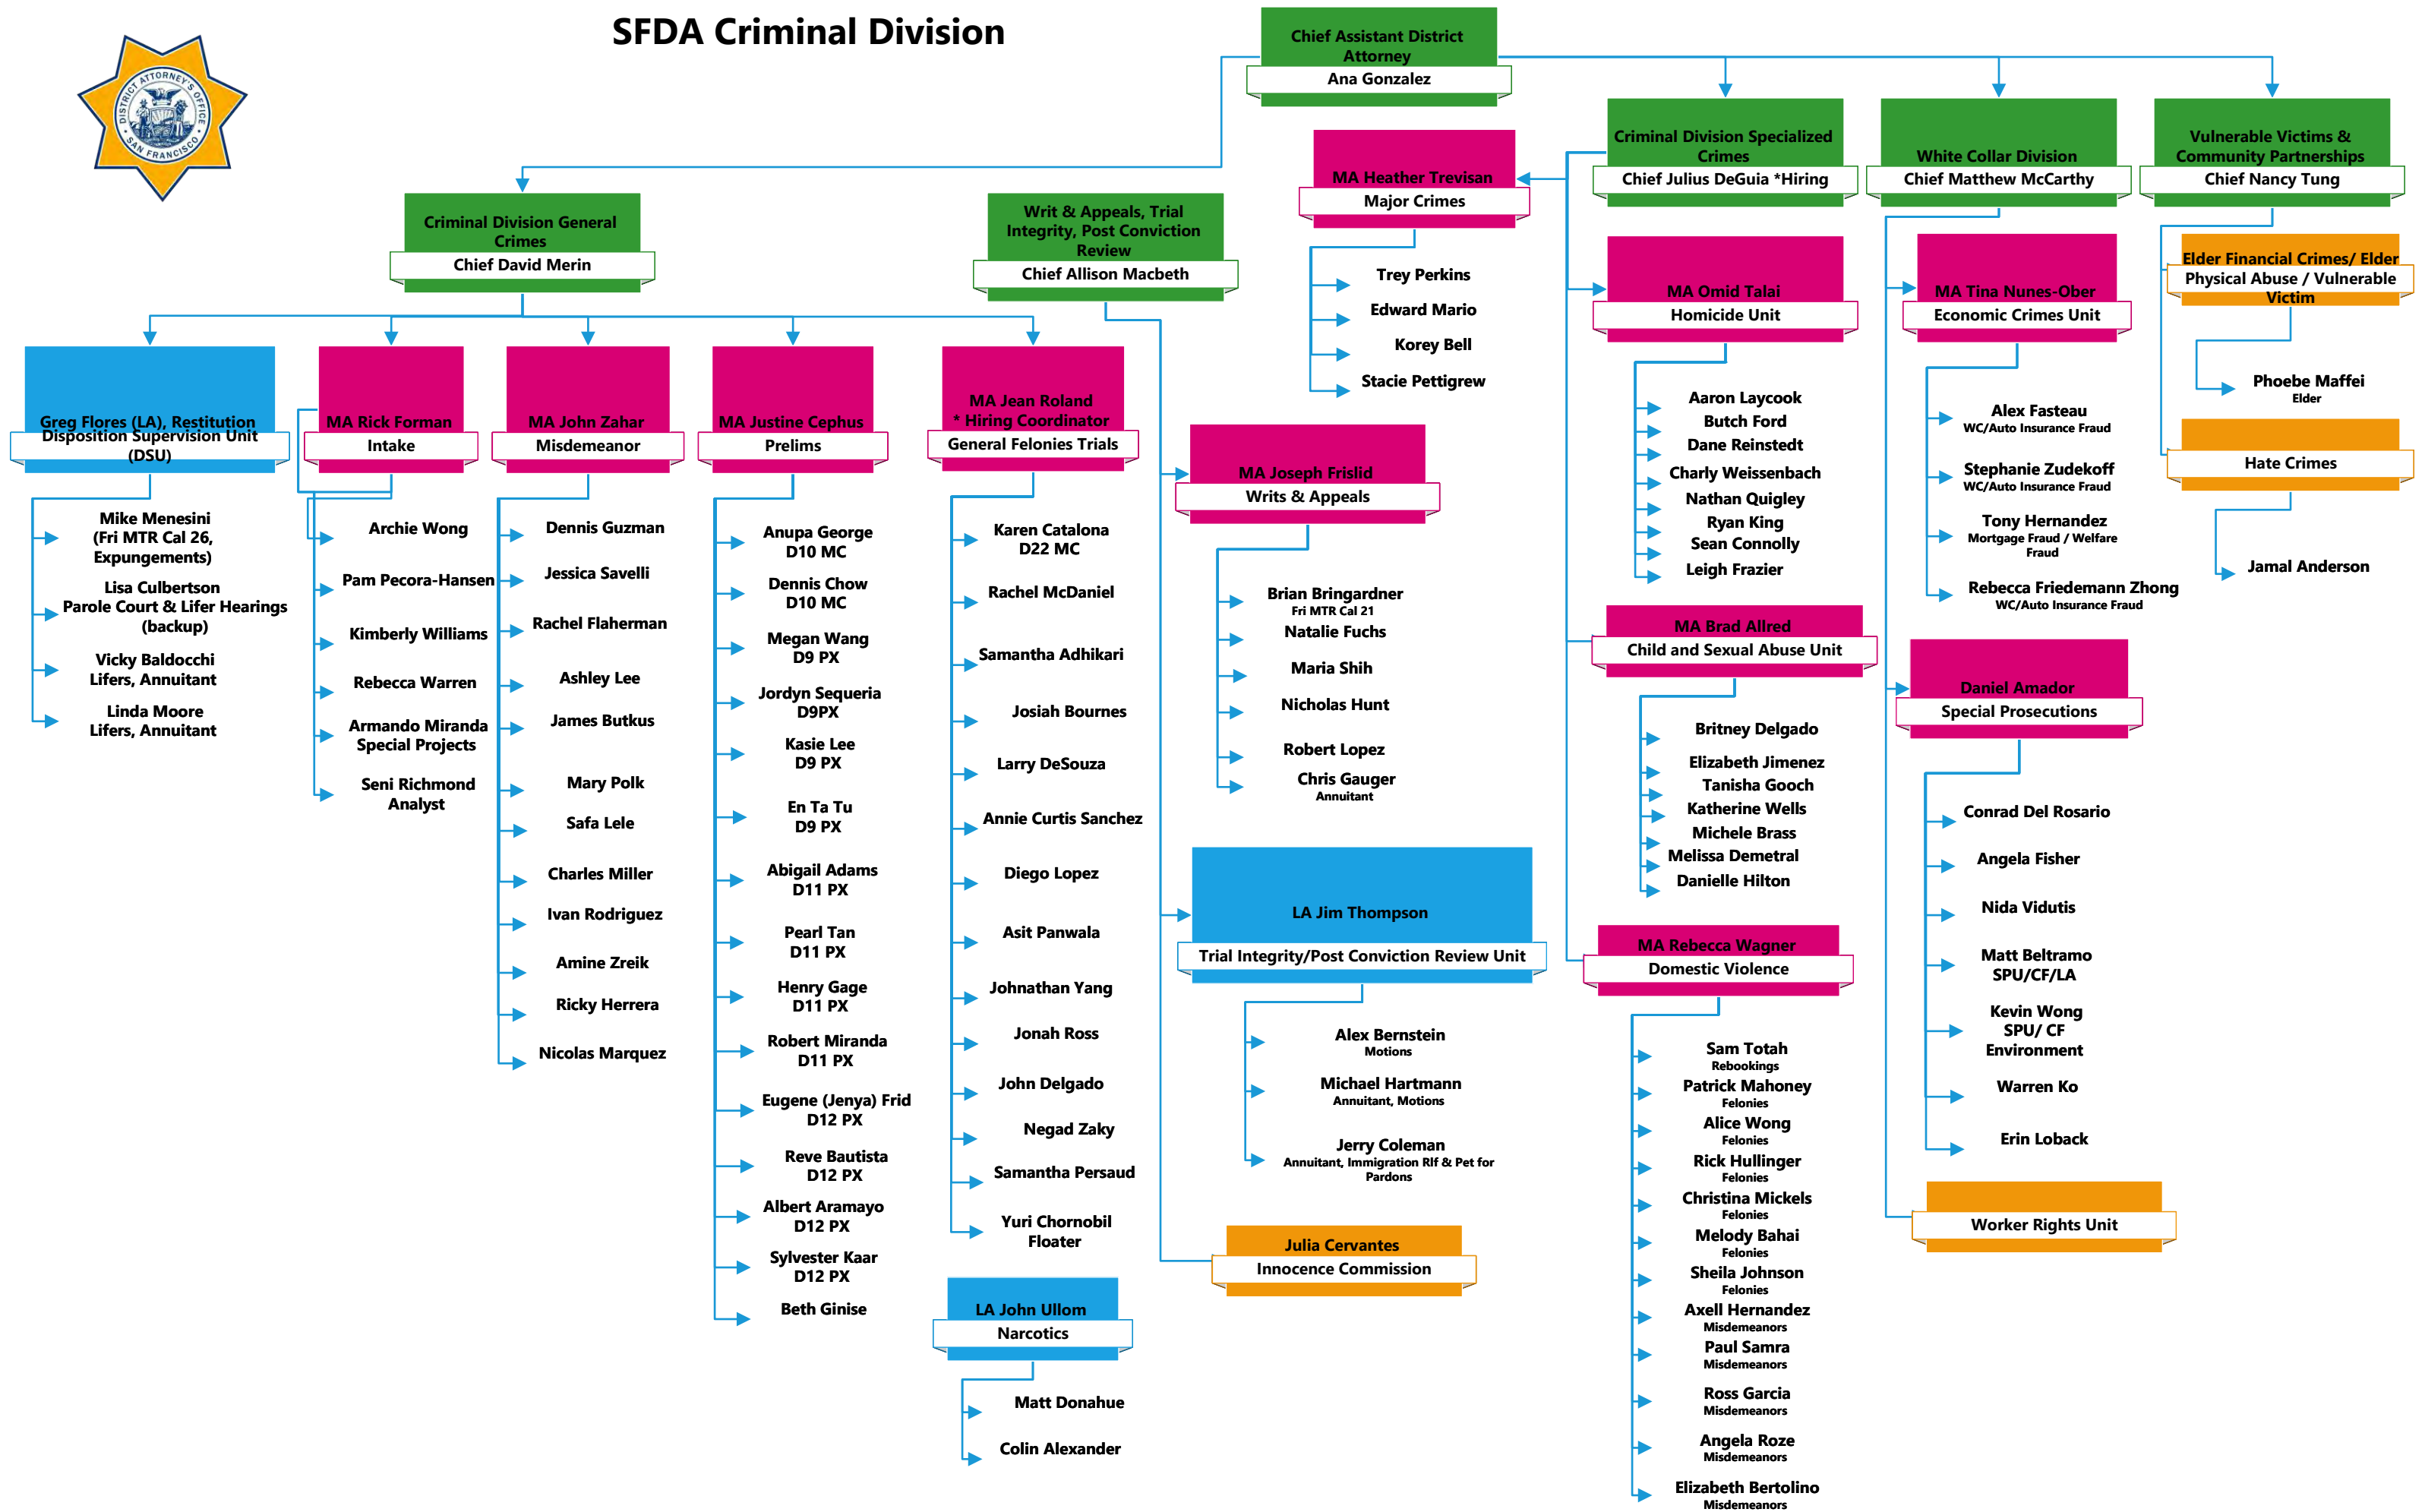 SFDA Criminal Division
DISTRICT ATTORNEY'S OFFICE
SAN FRANCISCO
Chief Assistant District
Attorney
Ana Gonzalez
Criminal Division General
Crimes
Chief David Merin
Writ & Appeals, Trial
Integrity, Post Conviction
Review
Chief Allison Macbeth
MA Heather Trevisan
Major Crimes
Trey Perkins
Edward Mario
Korey Bell
Stacie Pettigrew
Criminal Division Specialized
Crimes
Chief Julius DeGuia *Hiring
White Collar Division
Chief Matthew McCarthy
Vulnerable Victims &
Community Partnerships
Chief Nancy Tung
Greg Flores (LA), Restitution
Disposition Supervision Unit
(DSU)
Mike Menesini
(Fri MTR Cal 26,
Expungements)
Lisa Culbertson
Parole Court & Lifer Hearings
(backup)
Vicky Baldocchi
Lifers, Annuitant
Linda Moore
Lifers, Annuitant
MA Rick Forman
Intake
Archie Wong
Pam Pecora-Hansen
Kimberly Williams
Rebecca Warren
Armando Miranda
Special Projects
Seni Richmond
Analyst
MA John Zahar
Misdemeanor
Dennis Guzman
Jessica Savelli
Rachel Flaherman
Ashley Lee
James Butkus
Mary Polk
Safa Lele
Charles Miller
Ivan Rodriguez
Amine Zreik
Ricky Herrera
Nicolas Marquez
MA Justine Cephus
Prelims
Anupa George
D10 MC
Dennis Chow
D10 MC
Megan Wang
D9 PX
Jordyn Sequeria
D9PX
Kasie Lee
D9 PX
En Ta Tu
D9 PX
Abigail Adams
D11 PX
Pearl Tan
D11 PX
Henry Gage
D11 PX
Robert Miranda
D11 PX
Eugene (Jenya) Frid
D12 PX
Reve Bautista
D12 PX
Albert Aramayo
D12 PX
Sylvester Kaar
D12 PX
Beth Ginise
MA Jean Roland
* Hiring Coordinator
General Felonies Trials
Karen Catalona
D22 MC
Rachel McDaniel
Samantha Adhikari
Josiah Bournes
Larry DeSouza
Annie Curtis Sanchez
Diego Lopez
Asit Panwala
Johnathan Yang
Jonah Ross
John Delgado
Negad Zaky
Samantha Persaud
Yuri Chornobil
Floater
LA John Ullom
Narcotics
Matt Donahue
Colin Alexander
MA Joseph Frislid
Writs & Appeals
Brian Bringardner
Fri MTR Cal 21
Natalie Fuchs
Maria Shih
Nicholas Hunt
Robert Lopez
Chris Gauger
Annuitant
LA Jim Thompson
Trial Integrity/Post Conviction Review Unit
Alex Bernstein
Motions
Michael Hartmann
Annuitant, Motions
Jerry Coleman
Annuitant, Immigration Rlf & Pet for
Pardons
Julia Cervantes
Innocence Commission
MA Omid Talai
Homicide Unit
Aaron Laycook
Butch Ford
Dane Reinstedt
Charly Weissenbach
Nathan Quigley
Ryan King
Sean Connolly
Leigh Frazier
MA Brad Allred
Child and Sexual Abuse Unit
Britney Delgado
Elizabeth Jimenez
Tanisha Gooch
Katherine Wells
Michele Brass
Melissa Demetral
Danielle Hilton
MA Rebecca Wagner
Domestic Violence
Sam Totah
Rebookings
Patrick Mahoney
Felonies
Alice Wong
Felonies
Rick Hullinger
Felonies
Christina Mickels
Felonies
Melody Bahai
Felonies
Sheila Johnson
Felonies
Axell Hernandez
Misdemeanors
Paul Samra
Misdemeanors
Ross Garcia
Misdemeanors
Angela Roze
Misdemeanors
Elizabeth Bertolino
Misdemeanors
MA Tina Nunes-Ober
Economic Crimes Unit
Alex Fasteau
WC/Auto Insurance Fraud
Stephanie Zudekoff
WC/Auto Insurance Fraud
Tony Hernandez
Mortgage Fraud / Welfare
Fraud
Rebecca Friedemann Zhong
WC/Auto Insurance Fraud
Daniel Amador
Special Prosecutions
Conrad Del Rosario
Angela Fisher
Nida Vidutis
Matt Beltramo
SPU/CF/LA
Kevin Wong
SPU/ CF
Environment
Warren Ko
Erin Loback
Worker Rights Unit
Elder Financial Crimes/ Elder
Physical Abuse / Vulnerable
Victim
Phoebe Maffei
Elder
Hate Crimes
Jamal Anderson